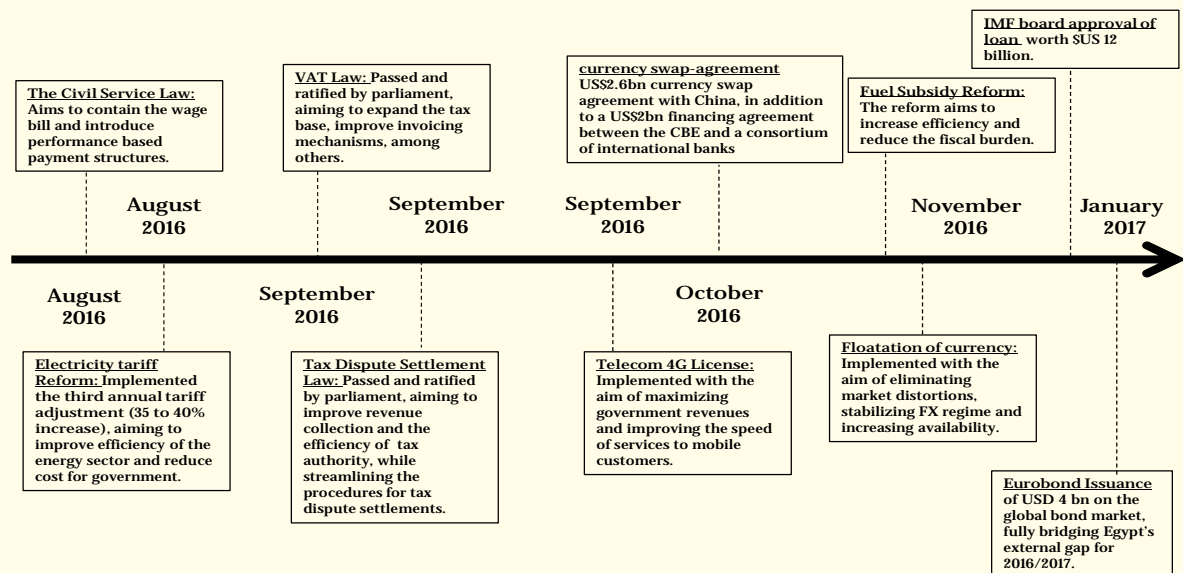 IMF board approval of
loan worth $US 12
billion.
The Civil Service Law:
Aims to contain the wage
bill and introduce
performance based
payment structures.
VAT Law: Passed and
ratified by parliament,
aiming to expand the tax
base, improve invoicing
mechanisms, among
others.
currency swap-agreement
US$2.6bn currency swap
agreement with China, in addition
to a US$2bn financing agreement
between the CBE and a consortium
of international banks
Fuel Subsidy Reform:
The reform aims to
increase efficiency and
reduce the fiscal burden.
August
2016
September
2016
September
2016
November
2016
January
2017
August
2016
September
2016
October
2016
Electricity tariff
Reform: Implemented
the third annual tariff
adjustment (35 to 40%
increase), aiming to
improve efficiency of the
energy sector and reduce
cost for government.
Tax Dispute Settlement
Law: Passed and ratified
by parliament, aiming to
improve revenue
collection and the
efficiency of tax
authority, while
streamlining the
procedures for tax
dispute settlements.
Telecom 4G License:
Implemented with the
aim of maximizing
government revenues
and improving the speed
of services to mobile
customers.
Floatation of currency:
Implemented with the
aim of eliminating
market distortions,
stabilizing FX regime and
increasing availability.
Eurobond Issuance
of USD 4 bn on the
global bond market,
fully bridging Egypt's
external gap for
2016/2017.